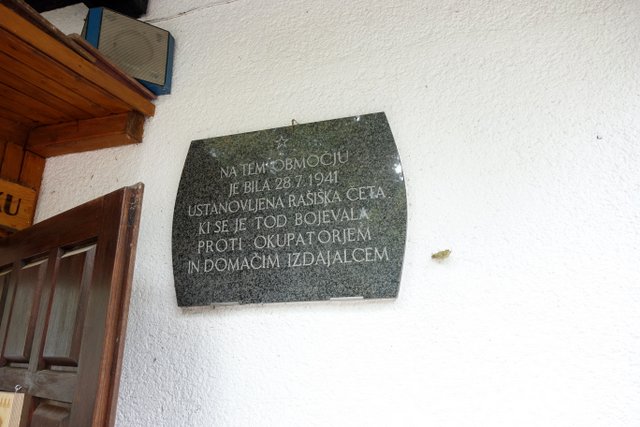 NA TEM OBMOČJU
JE BILA 28.7.1941
USTANOVLJENA RAŠIŠKA ČETA
KI SE JE TOD BOJEVALA
PROTI OKUPATORJEM
IN DOMAČIM IZDAJALCEM
KU